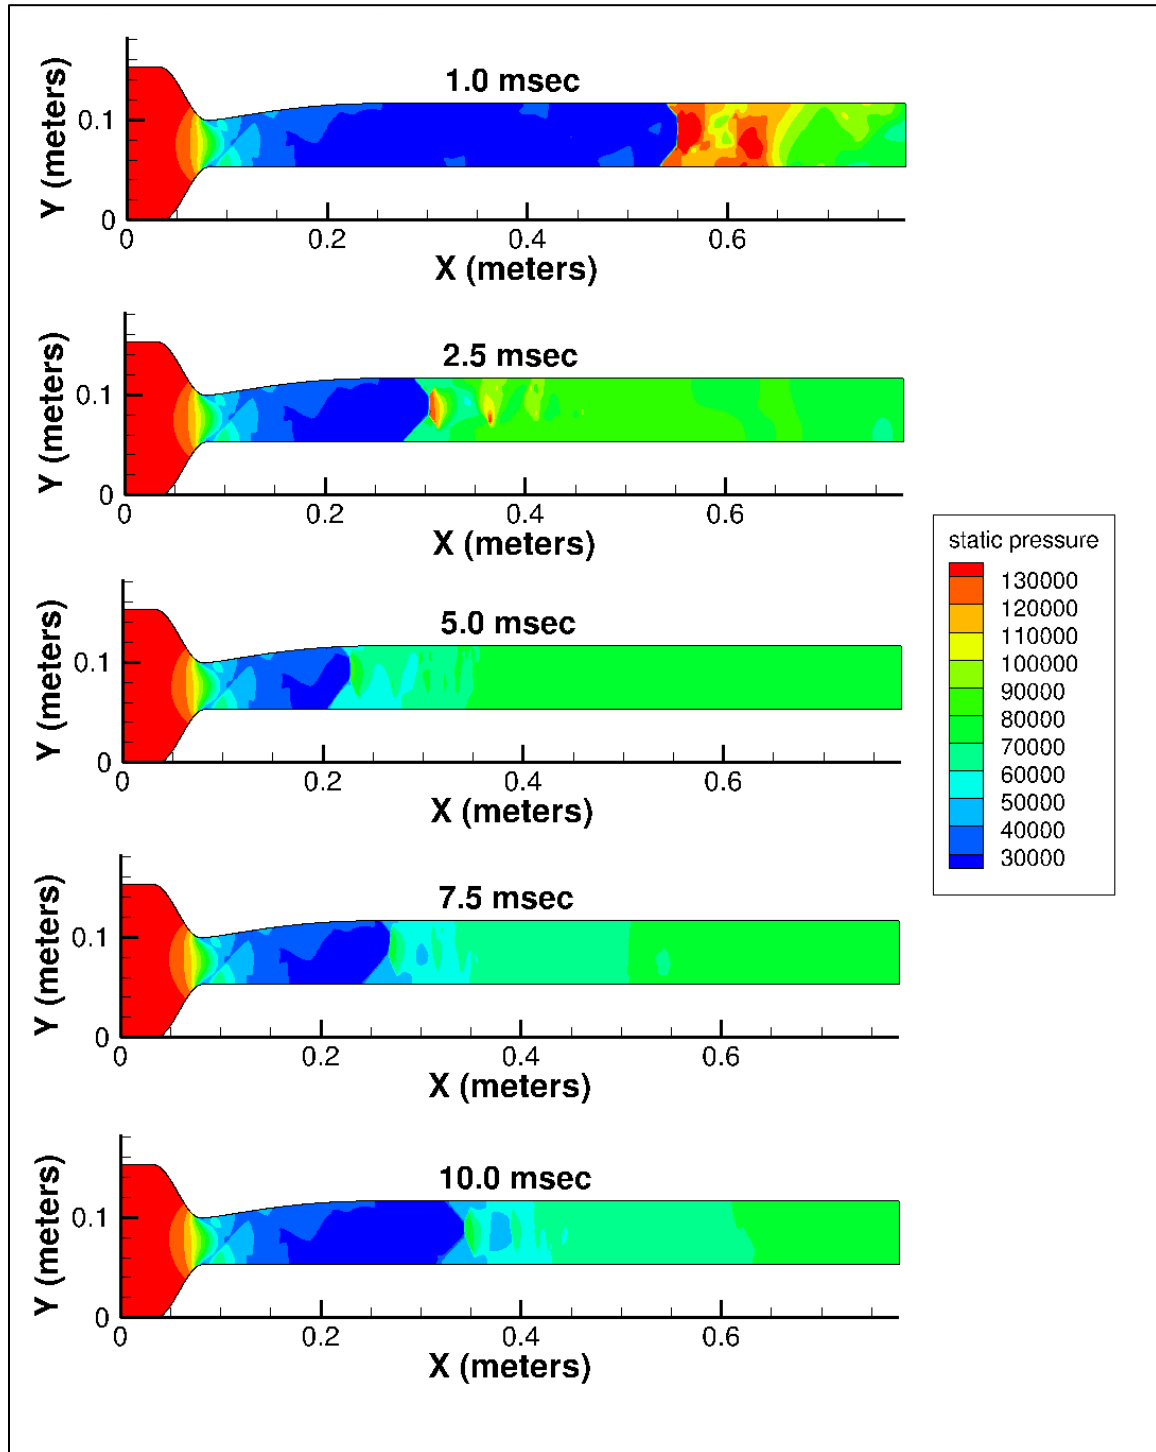 1.0 msec
Y (meters)
0.1
0
0 0.2 0.4 0.6
X (meters)
2.5 msec
Y (meters)
0.1
0
0 0.2 0.4 0.6
X (meters)
5.0 msec
Y (meters)
0.1
0
0 0.2 0.4 0.6
X (meters)
7.5 msec
Y (meters)
0.1
0
0 0.2 0.4 0.6
X (meters)
10.0 msec
Y (meters)
0.1
0
0 0.2 0.4 0.6
X (meters)
static pressure
130000
120000
110000
100000
90000
80000
70000
60000
50000
40000
30000